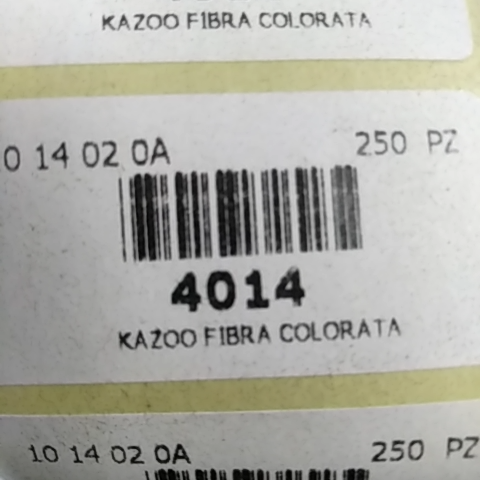 KAZOO FIBRA COLORATA
0 14 02 0A 250 PZ
4014
KAZOO FIBRA COLORATA
10 14 02 0A 250 PZ